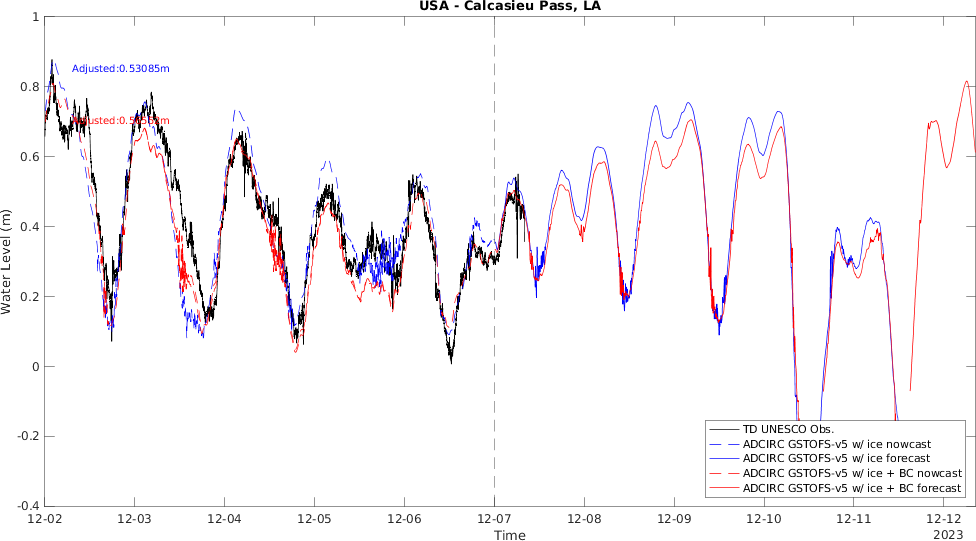 USA - Calcasieu Pass, LA
Adjusted:0.53085m
Water Level (m)
1
0.8
0.6
0.4
0.2
0
-0.2
-0.4
TD UNESCO Obs.
ADCIRC GSTOFS-v5 w/ ice nowcast
ADCIRC GSTOFS-v5 w/ ice forecast
ADCIRC GSTOFS-v5 w/ ice + BC nowcast
ADCIRC GSTOFS-v5 w/ ice + BC forecast
12-02 12-03 12-04 12-05 12-06 12-07 12-08 12-09 12-10 12-11 12-12
Time
2023